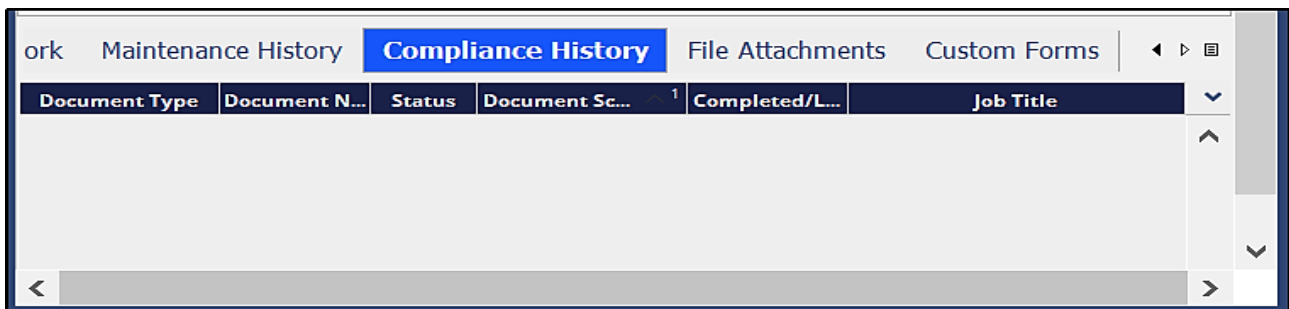 ork Maintenance History Compliance History File Attachments Custom Forms
Document Type Document N... Status Document Sc... 1 Completed/L... Job Title